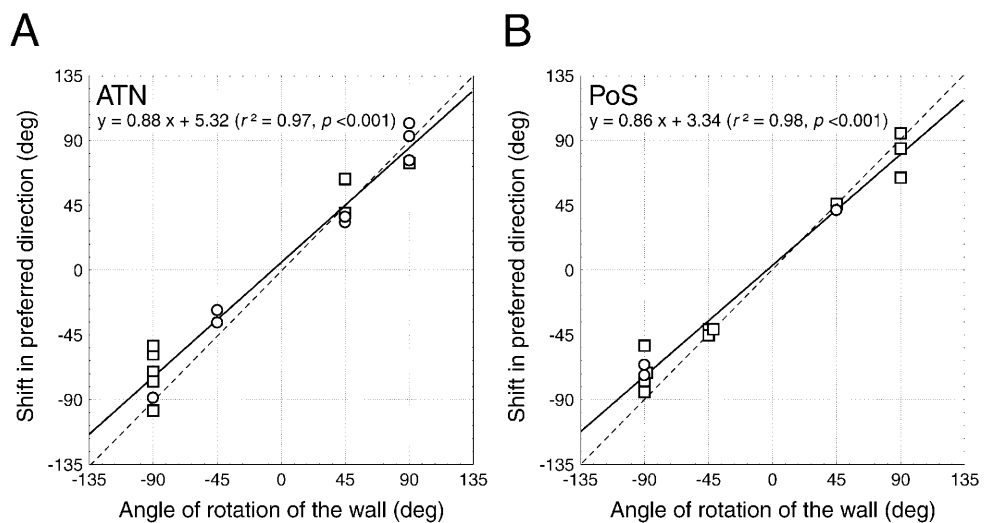 A
ATN
y = 0.88 x + 5.32 (r² = 0.97, p <0.001)
135
90
45
0
-45
-90
-135
-135 -90 -45 0 45 90 135
Shift in preferred direction (deg)
Angle of rotation of the wall (deg)
B
PoS
y = 0.86 x + 3.34 (r² = 0.98, p <0.001)
135
90
45
0
-45
-90
-135
-135 -90 -45 0 45 90 135
Shift in preferred direction (deg)
Angle of rotation of the wall (deg)